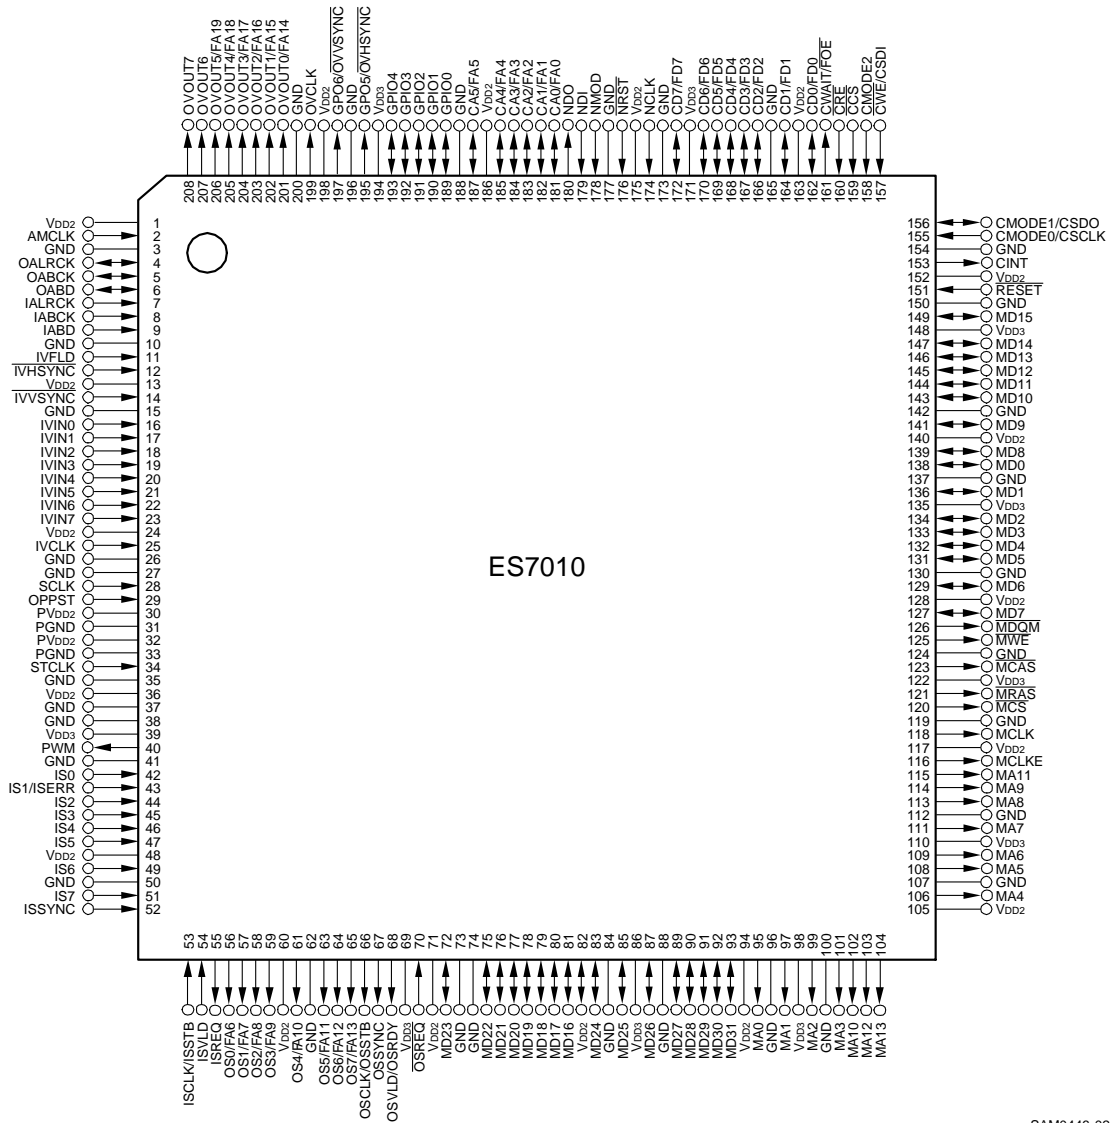 OVOUT7
OVOUT6
OVOUT5/FA19
OVOUT4/FA18
OVOUT3/FA17
OVOUT2/FA16
OVOUT1/FA15
OVOUT0/FA14
GND
OVCLK
VDD2
GPO6/OVVSYNC
GND
GPO5/OVHSYNC
VDD3
GPIO4
GPIO3
GPIO2
GPIO1
GPIO0
GND
CA5/FA5
VDD2
CA4/FA4
CA3/FA3
CA2/FA2
CA1/FA1
CA0/FA0
NDO
NDI
NMOD
GND
NRST
VDD2
NCLK
GND
CD7/FD7
VDD3
CD6/FD6
CD5/FD5
CD4/FD4
CD3/FD3
CD2/FD2
GND
CD1/FD1
VDD3
CD0/FD0
CWAIT/FOE
CRE
CCS
CMODE2
CWE/CSDI
208
207
206
205
204
203
202
201
200
199
198
197
196
195
194
193
192
191
190
189
188
187
186
185
184
183
182
181
180
179
178
177
176
175
174
173
172
171
170
169
168
167
166
165
164
163
162
161
160
159
158
157
VDD2 1
AMCLK 2
GND 3
OALRCK 4
OABCK 5
OABD 6
IALRCK 7
IABCK 8
IABD 9
GND 10
IVFLD 11
IVHSYNC 12
VDD2 13
IVVSYNC 14
GND 15
IVIN0 16
IVIN1 17
IVIN2 18
IVIN3 19
IVIN4 20
IVIN5 21
IVIN6 22
IVIN7 23
VDD2 24
IVCLK 25
GND 26
GND 27
SCLK 28
OPPST 29
PVDD2 30
PGND 31
PVDD2 32
PGND 33
STCLK 34
GND 35
VDD2 36
GND 37
GND 38
VDD3 39
PWM 40
GND 41
IS0 42
IS1/ISERR 43
IS2 44
IS3 45
IS4 46
IS5 47
VDD2 48
IS6 49
GND 50
IS7 51
ISSYNC 52
ES7010
156 CMODE1/CSDO
155 CMODE0/CSCLK
154 GND
153 CINT
152 VDD2
151 RESET
150 GND
149 MD15
148 VDD3
147 MD14
146 MD13
145 MD12
144 MD11
143 MD10
142 GND
141 MD9
140 VDD2
139 MD8
138 MD0
137 GND
136 MD1
135 VDD3
134 MD2
133 MD3
132 MD4
131 MD5
130 GND
129 MD6
128 VDD2
127 MD7
126 MDQM
125 MWE
124 GND
123 MCAS
122 VDD3
121 MRAS
120 MCS
119 GND
118 MCLK
117 VDD2
116 MCLKE
115 MA11
114 MA9
113 MA8
112 GND
111 MA7
110 VDD3
109 MA6
108 MA5
107 GND
106 MA4
105 VDD2
53
54
55
56
57
58
59
60
61
62
63
64
65
66
67
68
69
70
71
72
73
74
75
76
77
78
79
80
81
82
83
84
85
86
87
88
89
90
91
92
93
94
95
96
97
98
99
100
101
102
103
104
ISCLK/ISSTB
ISVLD
ISREQ
OS0/FA6
OS1/FA7
OS2/FA8
OS3/FA9
VDD2
OS4/FA10
GND
OS5/FA11
OS6/FA12
OS7/FA13
OSCLK/OSSTB
OSSYNC
OSVLD/OSRDY
VDD3
OSREQ
VDD2
MD23
GND
GND
MD22
MD21
MD20
MD19
MD18
MD17
MD16
VDD2
MD24
GND
MD25
VDD3
MD26
GND
MD27
MD28
MD29
MD30
MD31
VDD2
MA0
GND
MA1
VDD3
MA2
GND
MA3
MA10
MA12
MA13